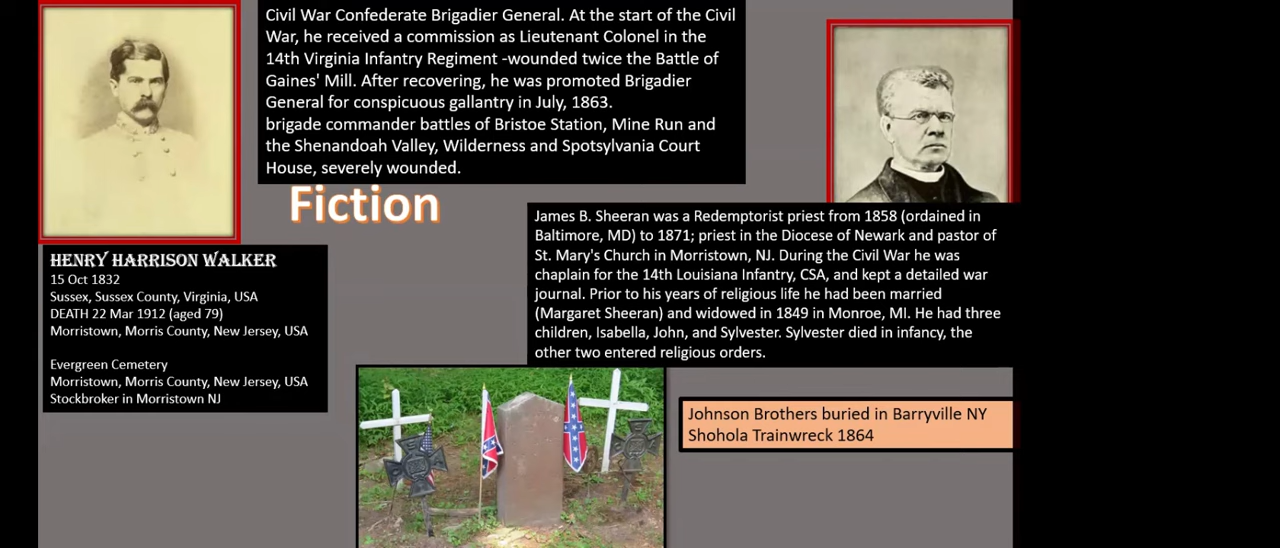 Civil War Confederate Brigadier General. At the start of the Civil
War, he received a commission as Lieutenant Colonel in the
14th Virginia Infantry Regiment -wounded twice the Battle of
Gaines' Mill. After recovering, he was promoted Brigadier
General for conspicuous gallantry in July, 1863.
brigade commander battles of Bristoe Station, Mine Run and
the Shenandoah Valley, Wilderness and Spotsylvania Court
House, severely wounded.
Fiction
HENRY HARRISON WALKER
15 Oct 1832
Sussex, Sussex County, Virginia, USA
DEATH 22 Mar 1912 (aged 79)
Morristown, Morris County, New Jersey, USA
Evergreen Cemetery
Morristown, Morris County, New Jersey, USA
Stockbroker in Morristown NJ
James B. Sheeran was a Redemptorist priest from 1858 (ordained in
Baltimore, MD) to 1871; priest in the Diocese of Newark and pastor of
St. Mary's Church in Morristown, NJ. During the Civil War he was
chaplain for the 14th Louisiana Infantry, CSA, and kept a detailed war
journal. Prior to his years of religious life he had been married
(Margaret Sheeran) and widowed in 1849 in Monroe, MI. He had three
children, Isabella, John, and Sylvester. Sylvester died in infancy, the
other two entered religious orders.
Johnson Brothers buried in Barryville NY
Shohola Trainwreck 1864